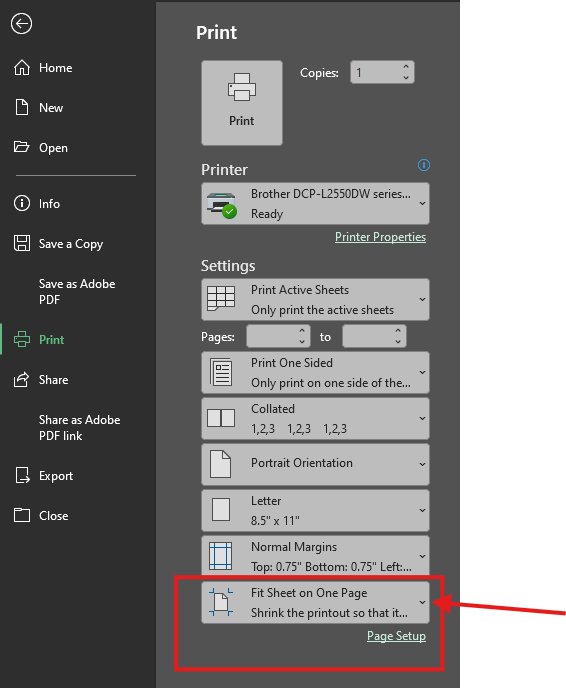 Print
Home
New
Open
Info
Save a Copy
Save as Adobe
PDF
Print
Share
Share as Adobe
PDF link
Export
Close
Print
Copies: 1
Printer
Brother DCP-L2550DW series...
Ready
Printer Properties
Settings
Print Active Sheets
Only print the active sheets
Pages: to
Print One Sided
Only print on one side of the...
Collated
1,2,3 1,2,3 1,2,3
Portrait Orientation
Letter
8.5" x 11"
Normal Margins
Top: 0.75" Bottom: 0.75" Left:...
Fit Sheet on One Page
Shrink the printout so that it...
Page Setup